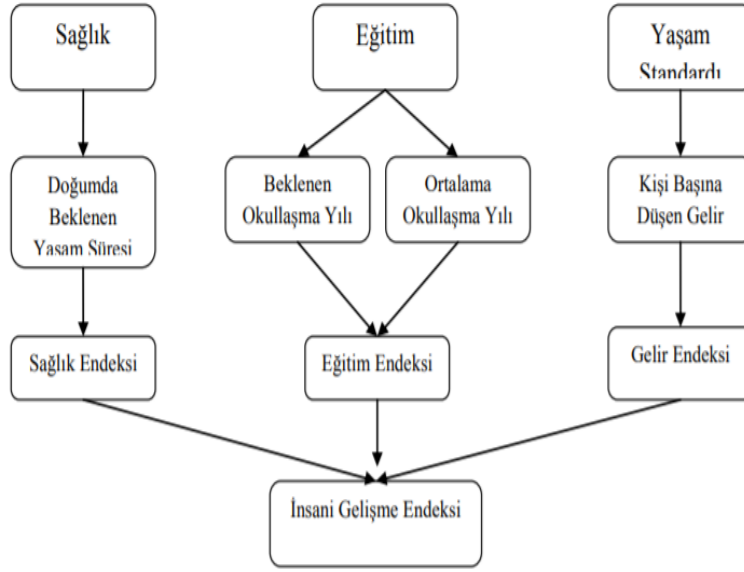 Sağlık
Eğitim
Yaşam
Standardı
Doğumda
Beklenen
Yaşam Süresi
Beklenen
Okullaşma Yılı
Ortalama
Okullaşma Yılı
Kişi Başına
Düşen Gelir
Sağlık Endeksi
Eğitim Endeksi
Gelir Endeksi
İnsani Gelişme Endeksi